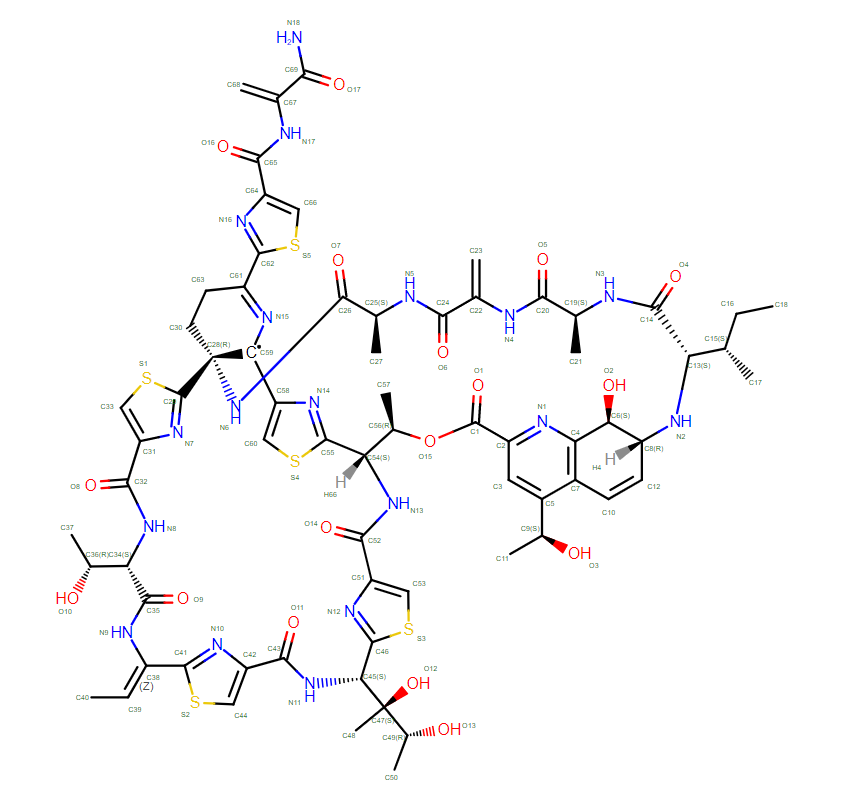 N18
H2N
C69
C68
O17
C67
O16
NH
N17
C65
C64
C66
N16
S
S5
C62
O7
C61
C63
N15
N
C30
C28(R)
C
C59
S1
S
N
N7
C33
C31
N6
N
H
C58
N14
N
C60
S
S4
C55
C26
O
C25(S)
N5
H
N
C27
C24
O6
O
C23
C22
N4
N
H
O5
O
C20
C19(S)
C21
N3
H
N
O4
O
C14
C16
C18
C15(S)
C17
C13(S)
N2
NH
O2
OH
C6(S)
C8(R)
H4
H
C12
C10
C7
C4
N1
N
C2
C3
C5
C9(S)
C11
OH
O3
O1
O
C1
O
O15
C57
C56(R)
C54(S)
H
H66
NH
N13
O14
O
C52
C51
C53
N12
N
S
S3
C46
O8
O
C32
NH
N8
C37
C36(R)
C34(S)
HO
O10
O9
O
C35
N9
HN
C38
(Z)
C40
C39
C41
N10
N
S
S2
C42
C44
C43
O11
O
N
H
N11
C45(S)
O12
OH
C47(S)
C48
C49(R)
OH
O13
C50